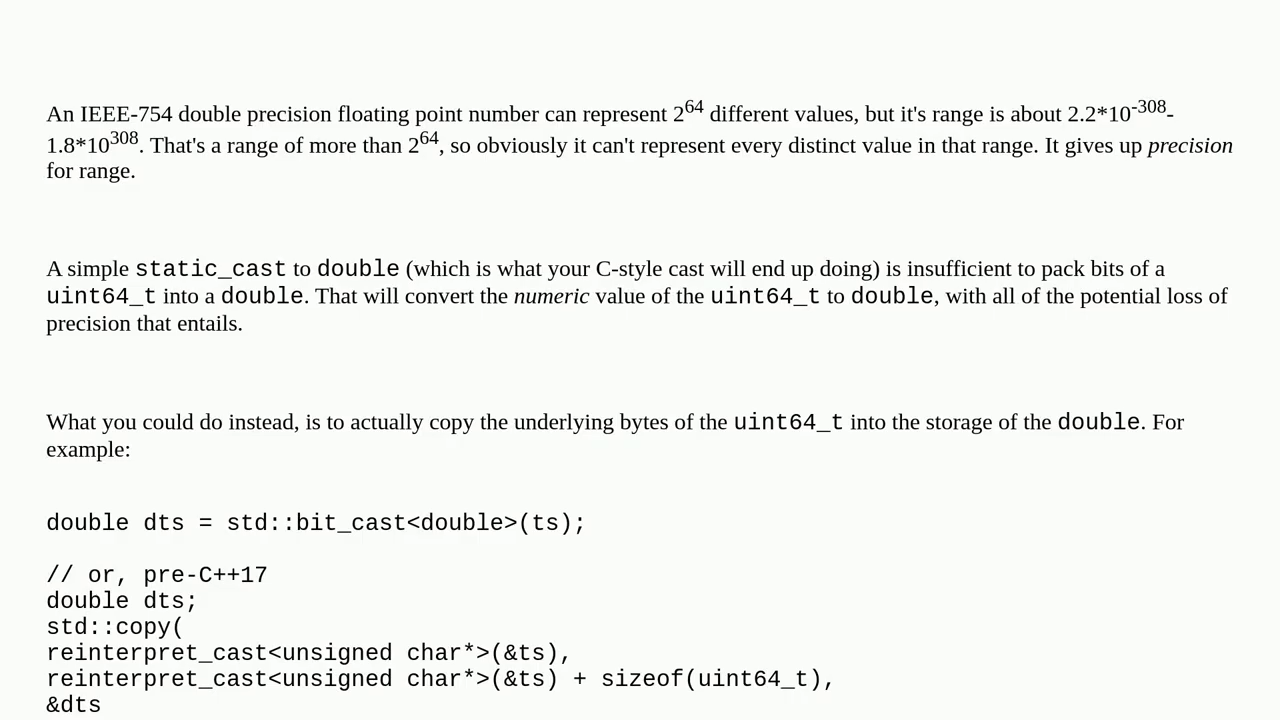 An IEEE-754 double precision floating point number can represent 2^64 different values, but it's range is about 2.2*10^-308-
1.8*10^308. That's a range of more than 2^64, so obviously it can't represent every distinct value in that range. It gives up precision
for range.
A simple static_cast to double (which is what your C-style cast will end up doing) is insufficient to pack bits of a
uint64_t into a double. That will convert the numeric value of the uint64_t to double, with all of the potential loss of
precision that entails.
What you could do instead, is to actually copy the underlying bytes of the uint64_t into the storage of the double. For
example:
double dts = std::bit_cast<double>(ts);
// or, pre-C++17
double dts;
std::copy(
reinterpret_cast<unsigned char*>(&ts),
reinterpret_cast<unsigned char*>(&ts) + sizeof(uint64_t),
&dts